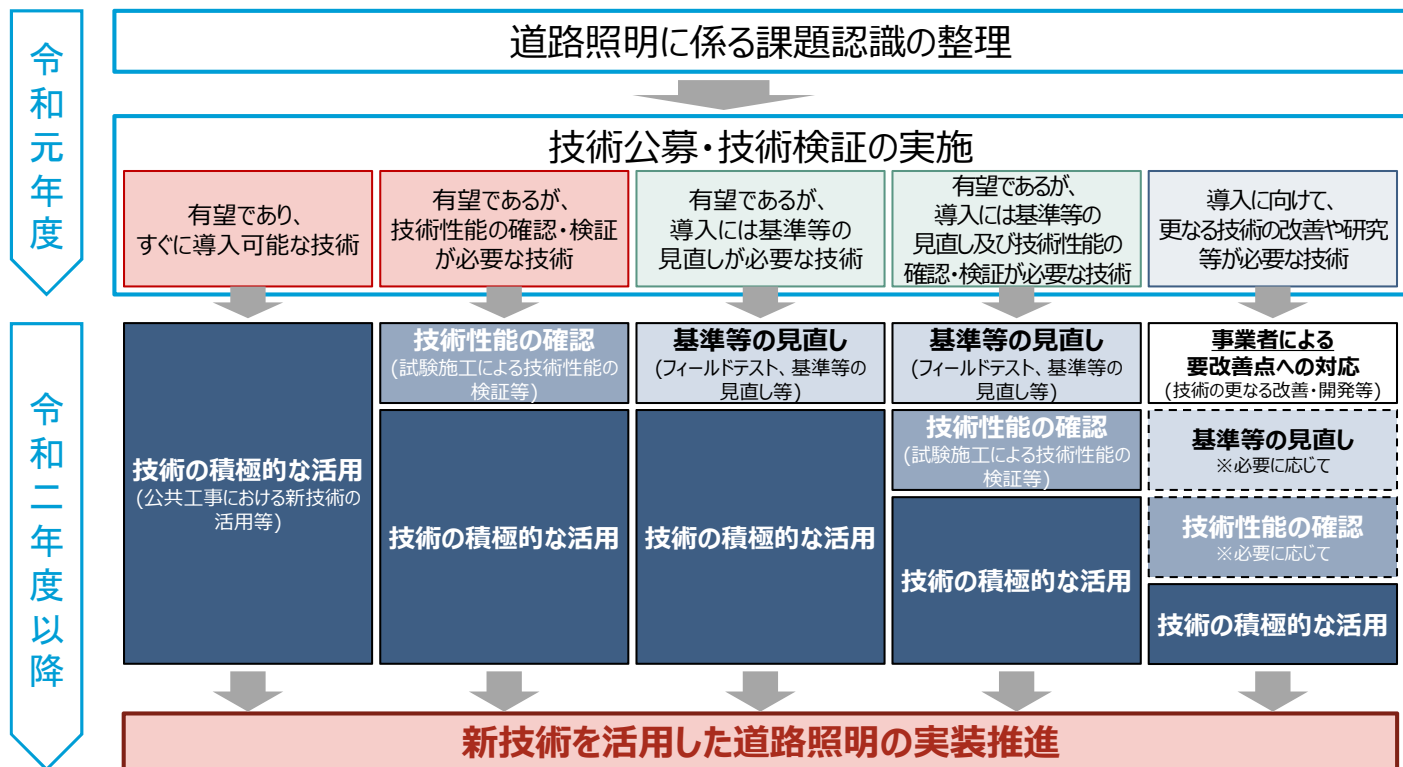 令和元年度
道路照明に係る課題認識の整理
技術公募・技術検証の実施
有望であり、
すぐに導入可能な技術
有望であるが、
技術性能の確認・検証
が必要な技術
有望であるが、
導入には基準等の
見直しが必要な技術
有望であるが、
導入には基準等の
見直し及び技術性能の
確認・検証が必要な技術
導入に向けて、
更なる技術の改善や研究
等が必要な技術
令和二年度以降
技術の積極的な活用
(公共工事における新技術の
活用等)
技術性能の確認
(試験施工による技術性能の
検証等)
技術の積極的な活用
基準等の見直し
(フィールドテスト、基準等の
見直し等)
技術の積極的な活用
基準等の見直し
(フィールドテスト、基準等の
見直し等)
技術性能の確認
(試験施工による技術性能の
検証等)
技術の積極的な活用
事業者による
要改善点への対応
(技術の更なる改善・開発等)
基準等の見直し
※必要に応じて
技術性能の確認
※必要に応じて
技術の積極的な活用
新技術を活用した道路照明の実装推進